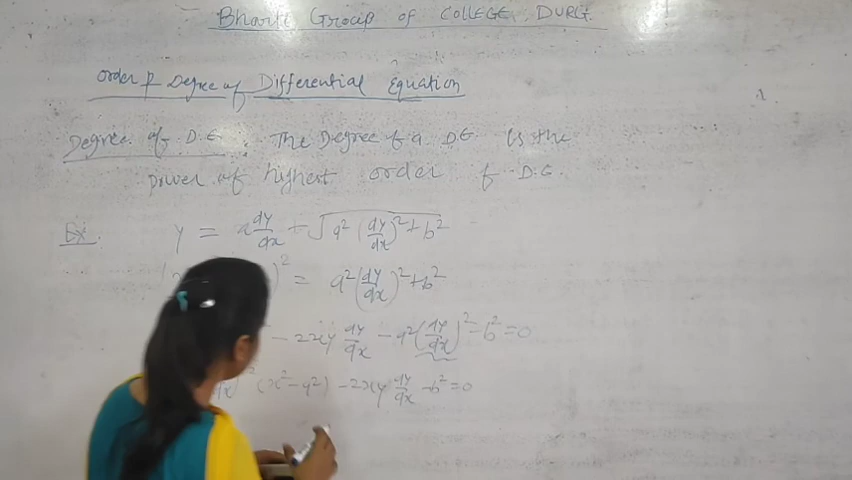 Bharti Group of COLLEGE DURG.
Order & Degree of Differential Equation
Degree of D.E. The Degree of a D.E. is the
power of highest order of D.E.
Ex. y = x dy/dx + √a² (dy/dx)² + b²
)² = a² (dy/dx)² + b²
- 2xy dy/dx - a² (dy/dx)² - b² = 0
² (x² - a²) - 2xy dy/dx - b² = 0